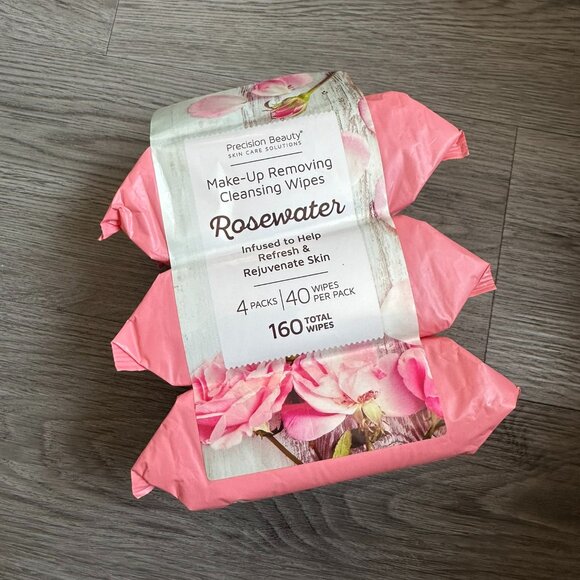 Precision Beauty®
SKIN CARE SOLUTIONS
Make-Up Removing
Cleansing Wipes
Rosewater
Infused to Help
Refresh &
Rejuvenate Skin
4 PACKS | 40 WIPES PER PACK
160 TOTAL WIPES